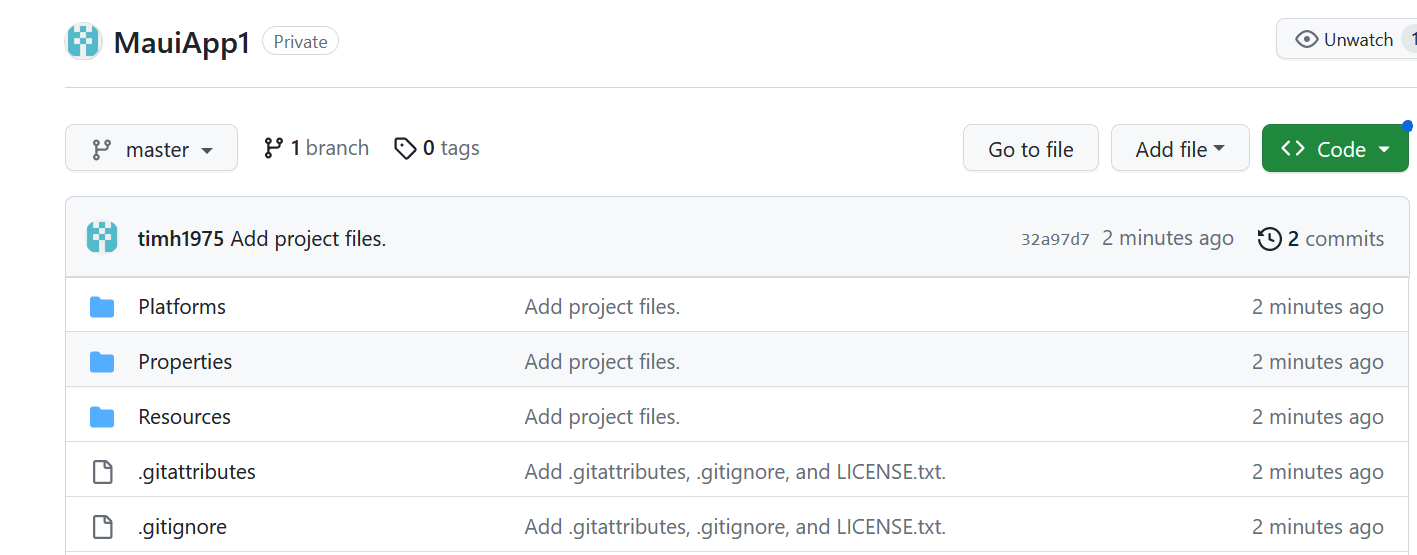 MauiApp1 Private Unwatch 1
master 1 branch 0 tags Go to file Add file <> Code
timh1975 Add project files. 32a97d7 2 minutes ago 2 commits
Platforms Add project files. 2 minutes ago
Properties Add project files. 2 minutes ago
Resources Add project files. 2 minutes ago
.gitattributes Add .gitattributes, .gitignore, and LICENSE.txt. 2 minutes ago
.gitignore Add .gitattributes, .gitignore, and LICENSE.txt. 2 minutes ago